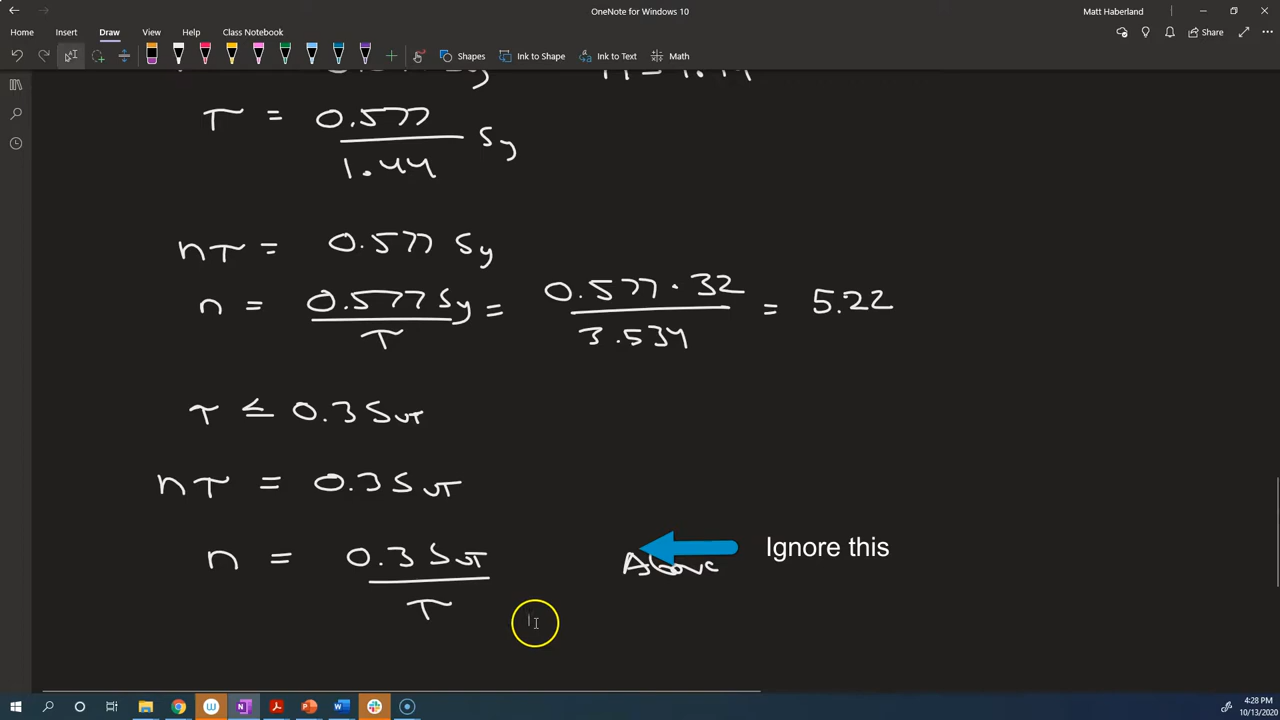 OneNote for Windows 10
Matt Haberland
Home Insert Draw View Help Class Notebook
Share
Shapes Ink to Shape Ink to Text Math
τ = 0.577
1.44 Sy
nτ = 0.577 Sy
n = 0.577 Sy / τ = 0.577 · 32 / 3.534 = 5.22
τ ≤ 0.3 SUT
nτ = 0.3 SUT
n = 0.3 SUT / τ
Above
Ignore this
4:28 PM
10/13/2020